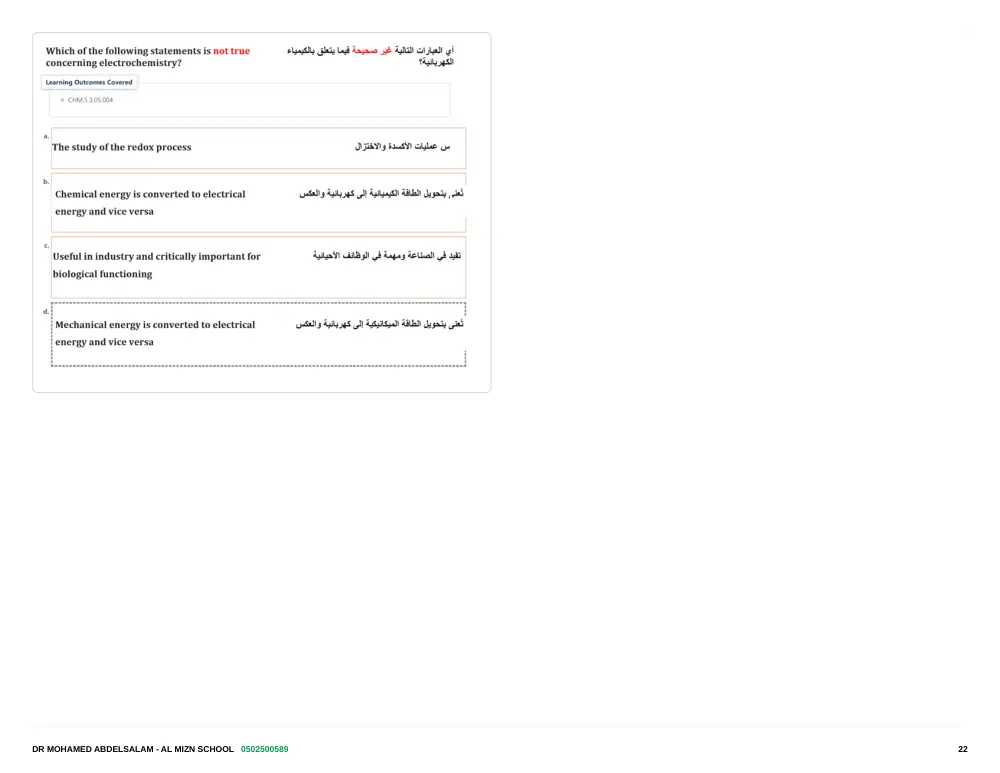 Which of the following statements is not true
concerning electrochemistry?
أي العبارات التالية غير صحيحة فيما يتعلق بالكيمياء
الكهربائية؟
Learning Outcomes Covered
CHM.5.3.05.004
a.
The study of the redox process
س عمليات الأكسدة والاختزال
b.
Chemical energy is converted to electrical
energy and vice versa
تُعنى بتحويل الطاقة الكيميائية إلى كهربائية والعكس
c.
Useful in industry and critically important for
biological functioning
تفيد في الصناعة ومهمة في الوظائف الأحيائية
d.
Mechanical energy is converted to electrical
energy and vice versa
تُعنى بتحويل الطاقة الميكانيكية إلى كهربائية والعكس
DR MOHAMED ABDELSALAM - AL MIZN SCHOOL 0502500589
22